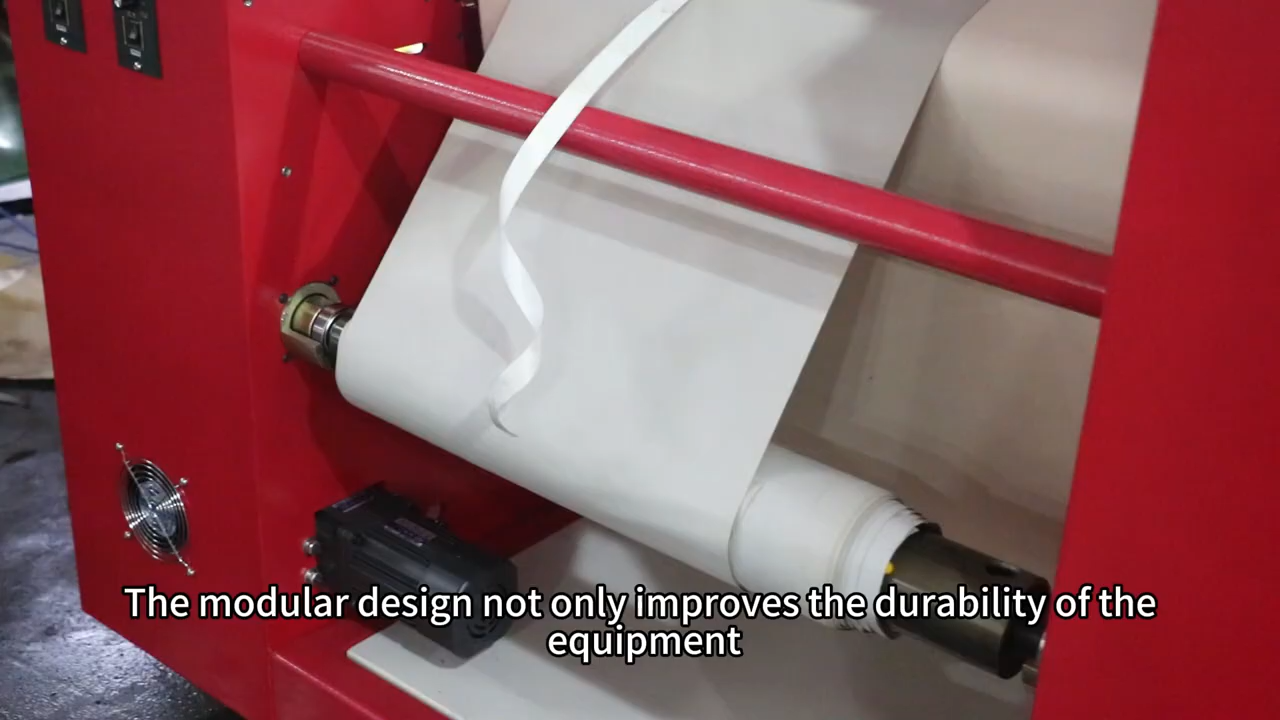 The modular design not only improves the durability of the
equipment